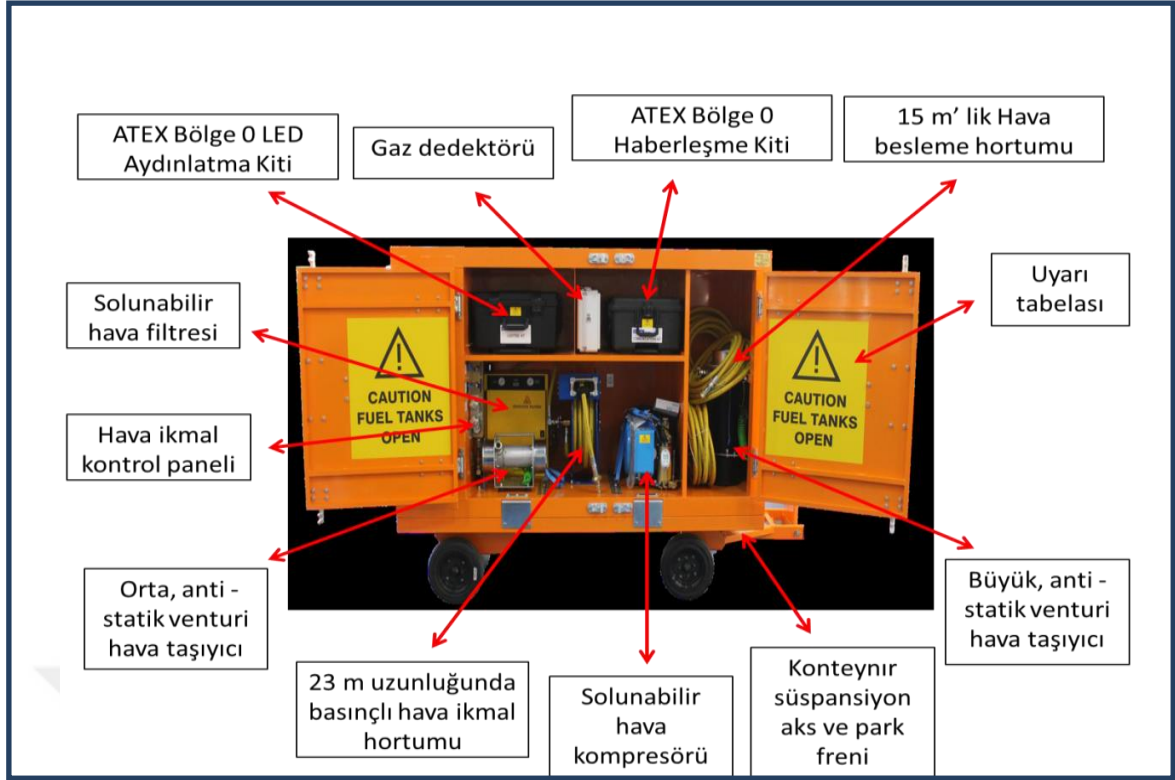 ATEX Bölge 0 LED
Aydınlatma Kiti
Gaz dedektörü
ATEX Bölge 0
Haberleşme Kiti
15 m’ lik Hava
besleme hortumu
Solunabilir
hava filtresi
Uyarı
tabelası
CAUTION
FUEL TANKS
OPEN
CAUTION
FUEL TANKS
OPEN
Hava ikmal
kontrol paneli
Orta, anti -
statik venturi
hava taşıyıcı
23 m uzunluğunda
basınçlı hava ikmal
hortumu
Solunabilir
hava
kompresörü
Konteynır
süspansiyon
aks ve park
freni
Büyük, anti -
statik venturi
hava taşıyıcı